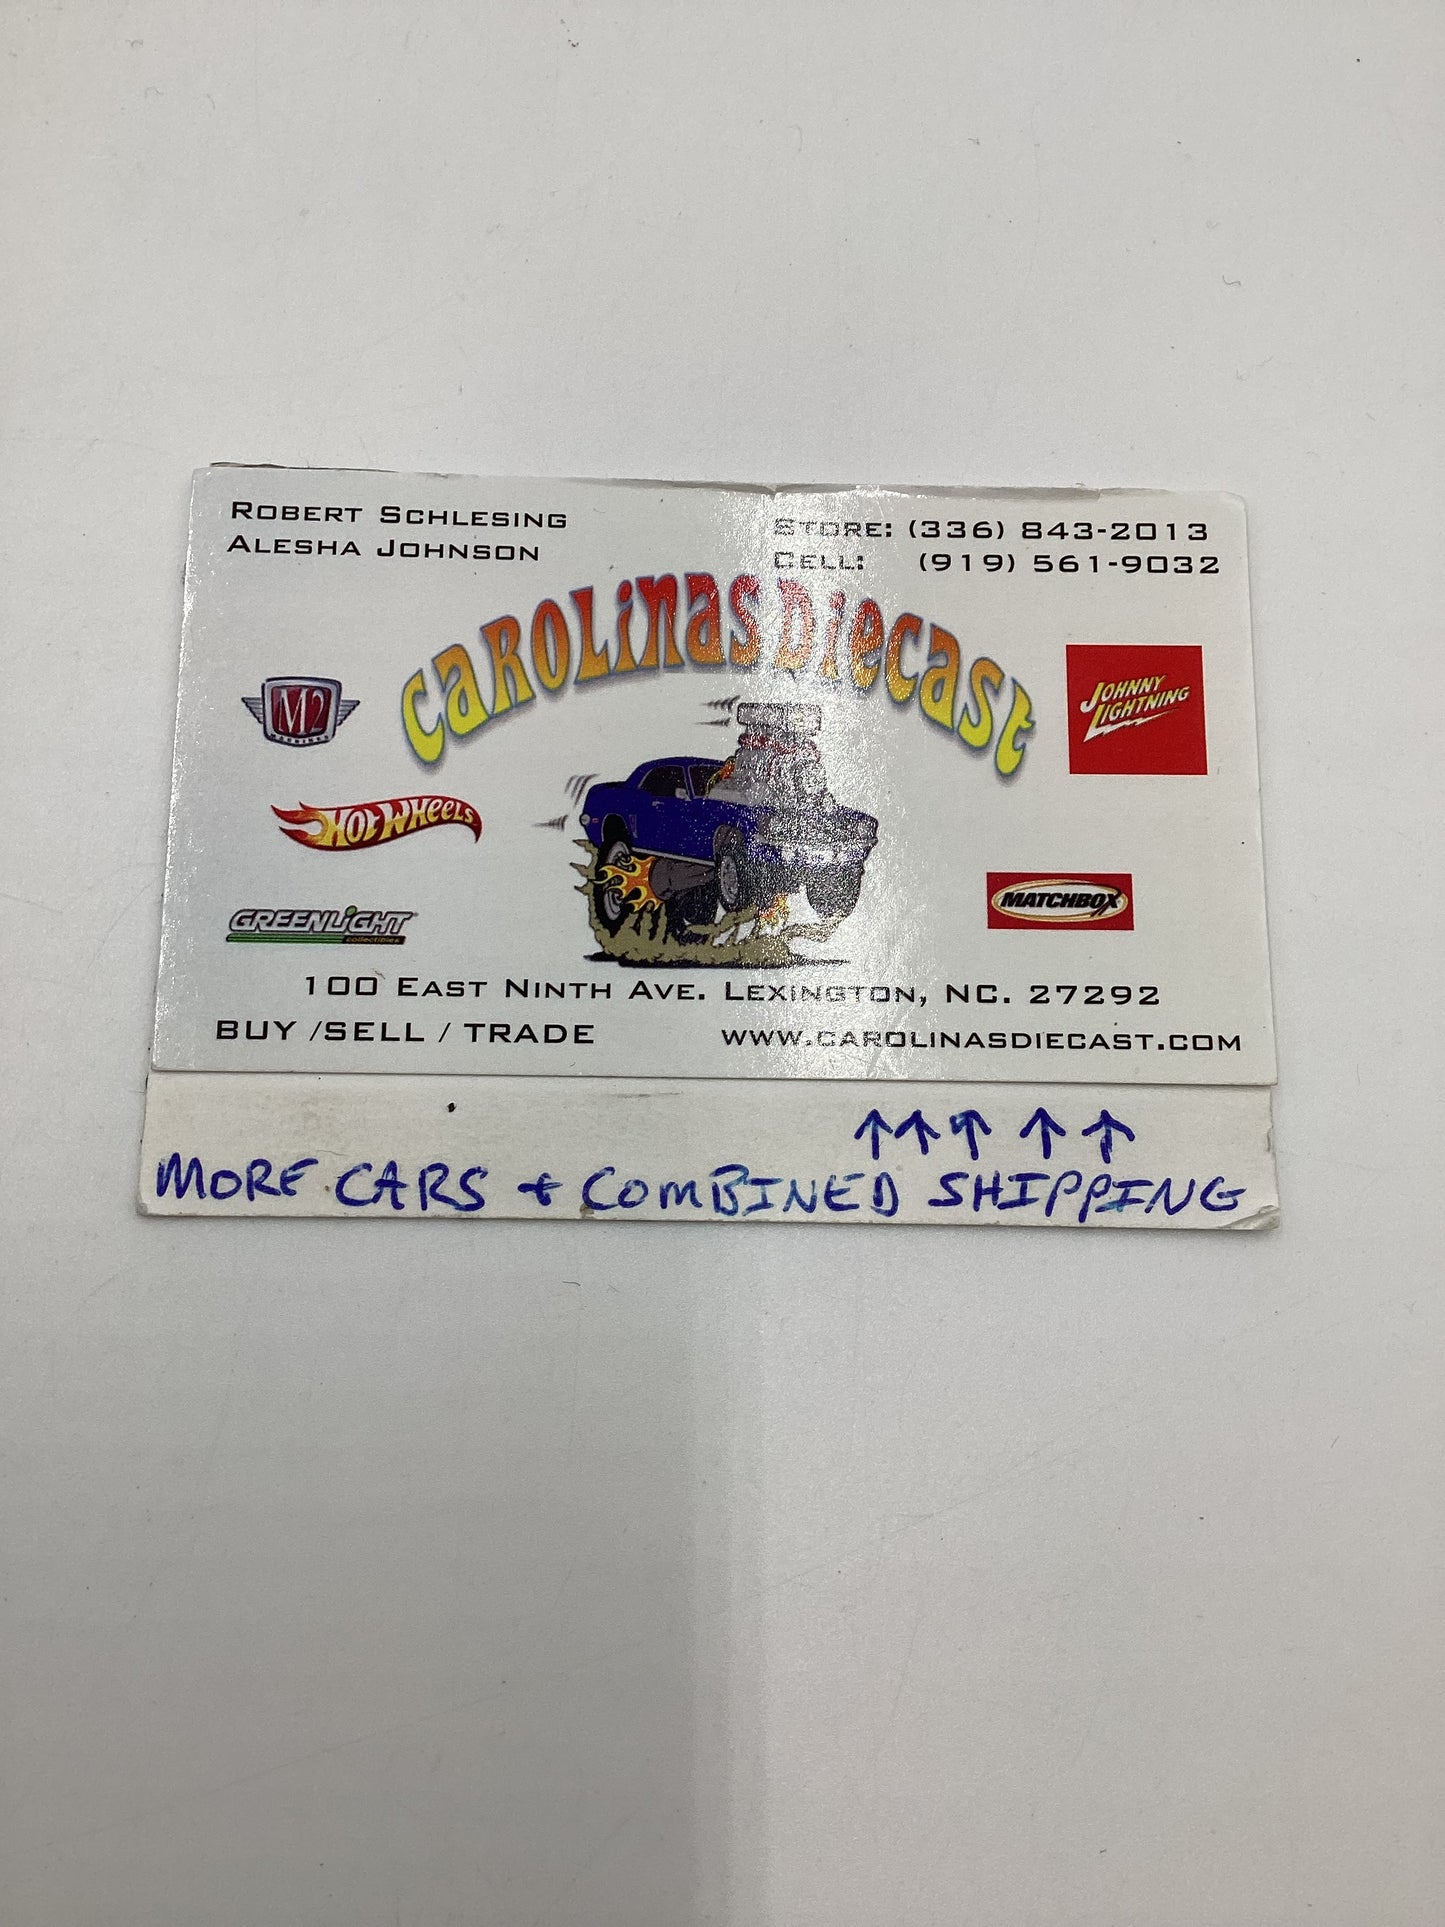 ROBERT SCHLESING
ALESHA JOHNSON
STORE: (336) 843-2013
CELL: (919) 561-9032
CAROLINAS DIECAST
M2
MACHINES
JOHNNY
LIGHTNING
HOT WHEELS
MATCHBOX
GREENLIGHT
collectibles
100 EAST NINTH AVE. LEXINGTON, NC. 27292
BUY /SELL / TRADE
WWW.CAROLINASDIECAST.COM
↑↑↑ ↑ ↑
MORE CARS + COMBINED SHIPPING